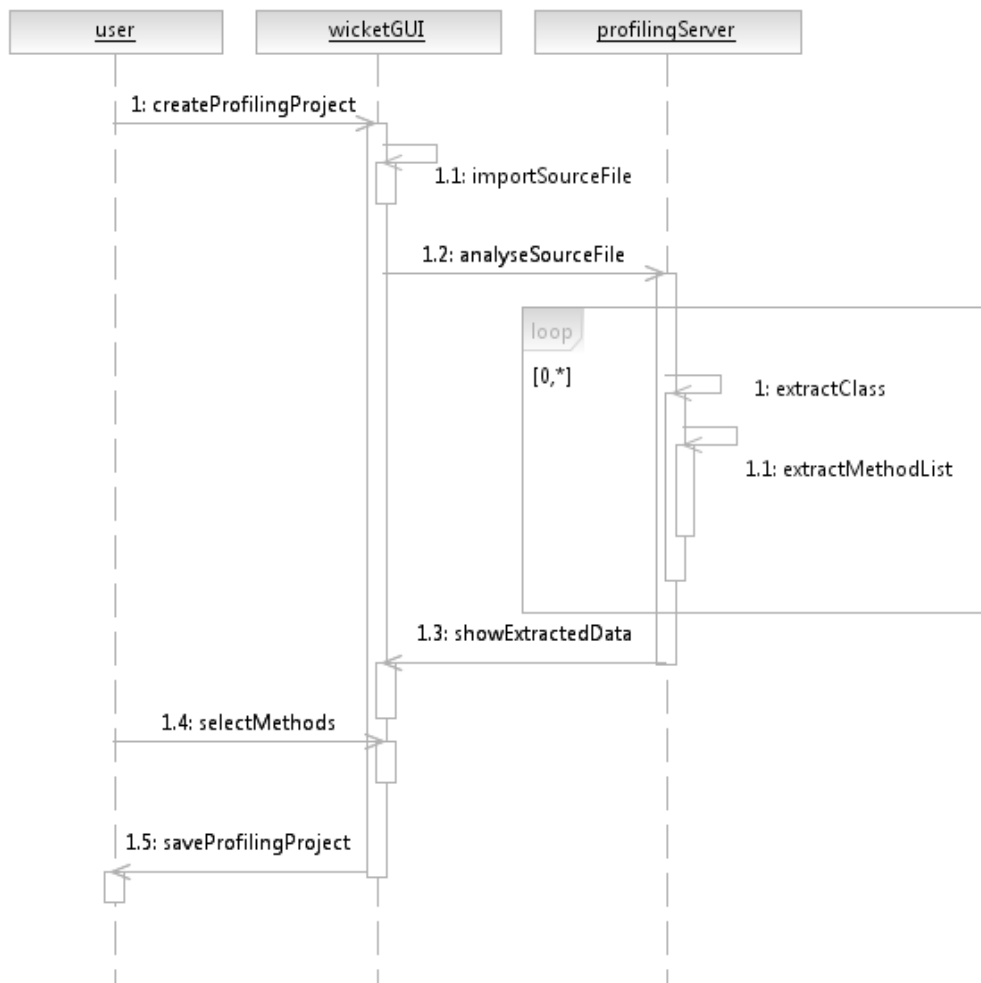 user
wicketGUI
profilingServer
1: createProfilingProject
1.1: importSourceFile
1.2: analyseSourceFile
loop
[0,*]
1: extractClass
1.1: extractMethodList
1.3: showExtractedData
1.4: selectMethods
1.5: saveProfilingProject